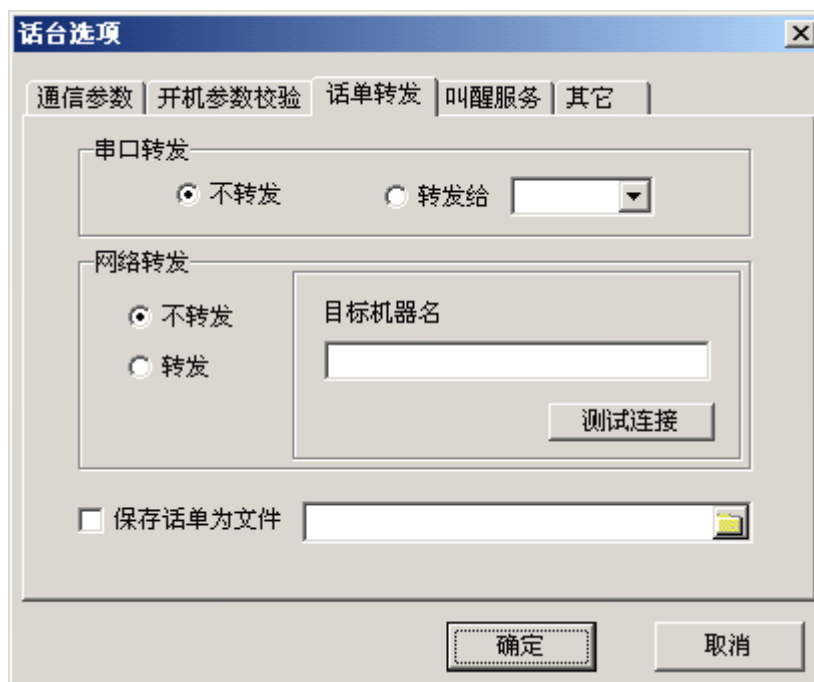 话台选项
通信参数 开机参数校验 话单转发 叫醒服务 其它
串口转发
不转发 转发给
网络转发
不转发 目标机器名
转发
测试连接
保存话单为文件
确定 取消